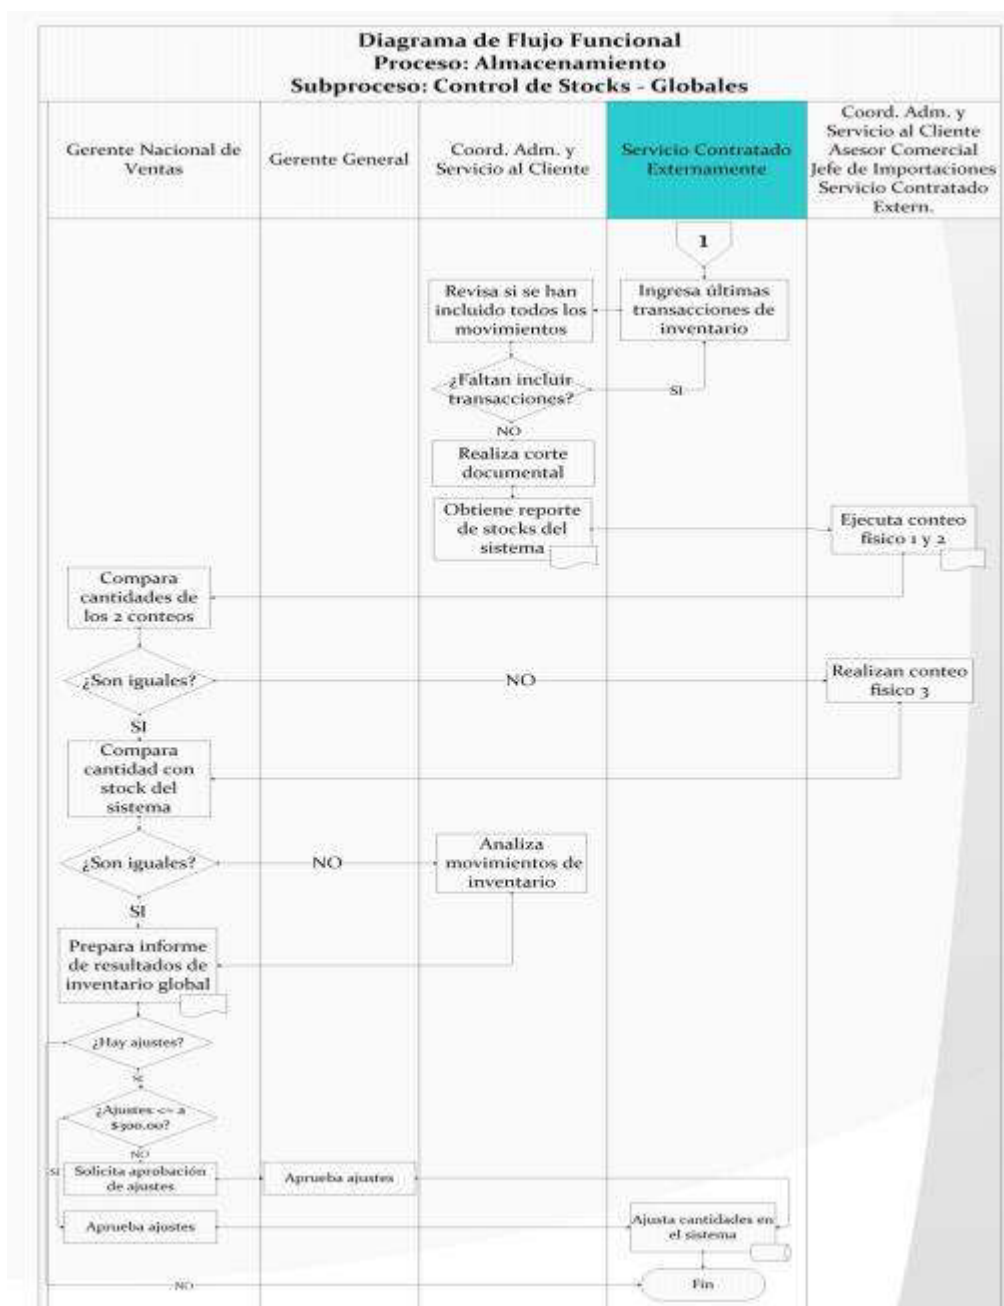 Diagrama de Flujo Funcional
Proceso: Almacenamiento
Subproceso: Control de Stocks - Globales
Gerente Nacional de
Ventas
Gerente General
Coord. Adm. y
Servicio al Cliente
Servicio Contratado
Externamente
Coord. Adm. y
Servicio al Cliente
Asesor Comercial
Jefe de Importaciones
Servicio Contratado
Extern.
1
Revisa si se han
incluido todos los
movimientos
Ingresa últimas
transacciones de
inventario
¿Faltan incluir
transacciones?
SI
NO
Realiza corte
documental
Obtiene reporte
de stocks del
sistema
Ejecuta conteo
físico 1 y 2
Compara
cantidades de
los 2 conteos
¿Son iguales?
NO
Realizan conteo
físico 3
SI
Compara
cantidad con
stock del
sistema
¿Son iguales?
NO
Analiza
movimientos de
inventario
SI
Prepara informe
de resultados de
inventario global
¿Hay ajustes?
SI
¿Ajustes <= a
$300.00?
NO
SI
Solicita aprobación
de ajustes
Aprueba ajustes
Aprueba ajustes
Ajusta cantidades en
el sistema
NO
Fin